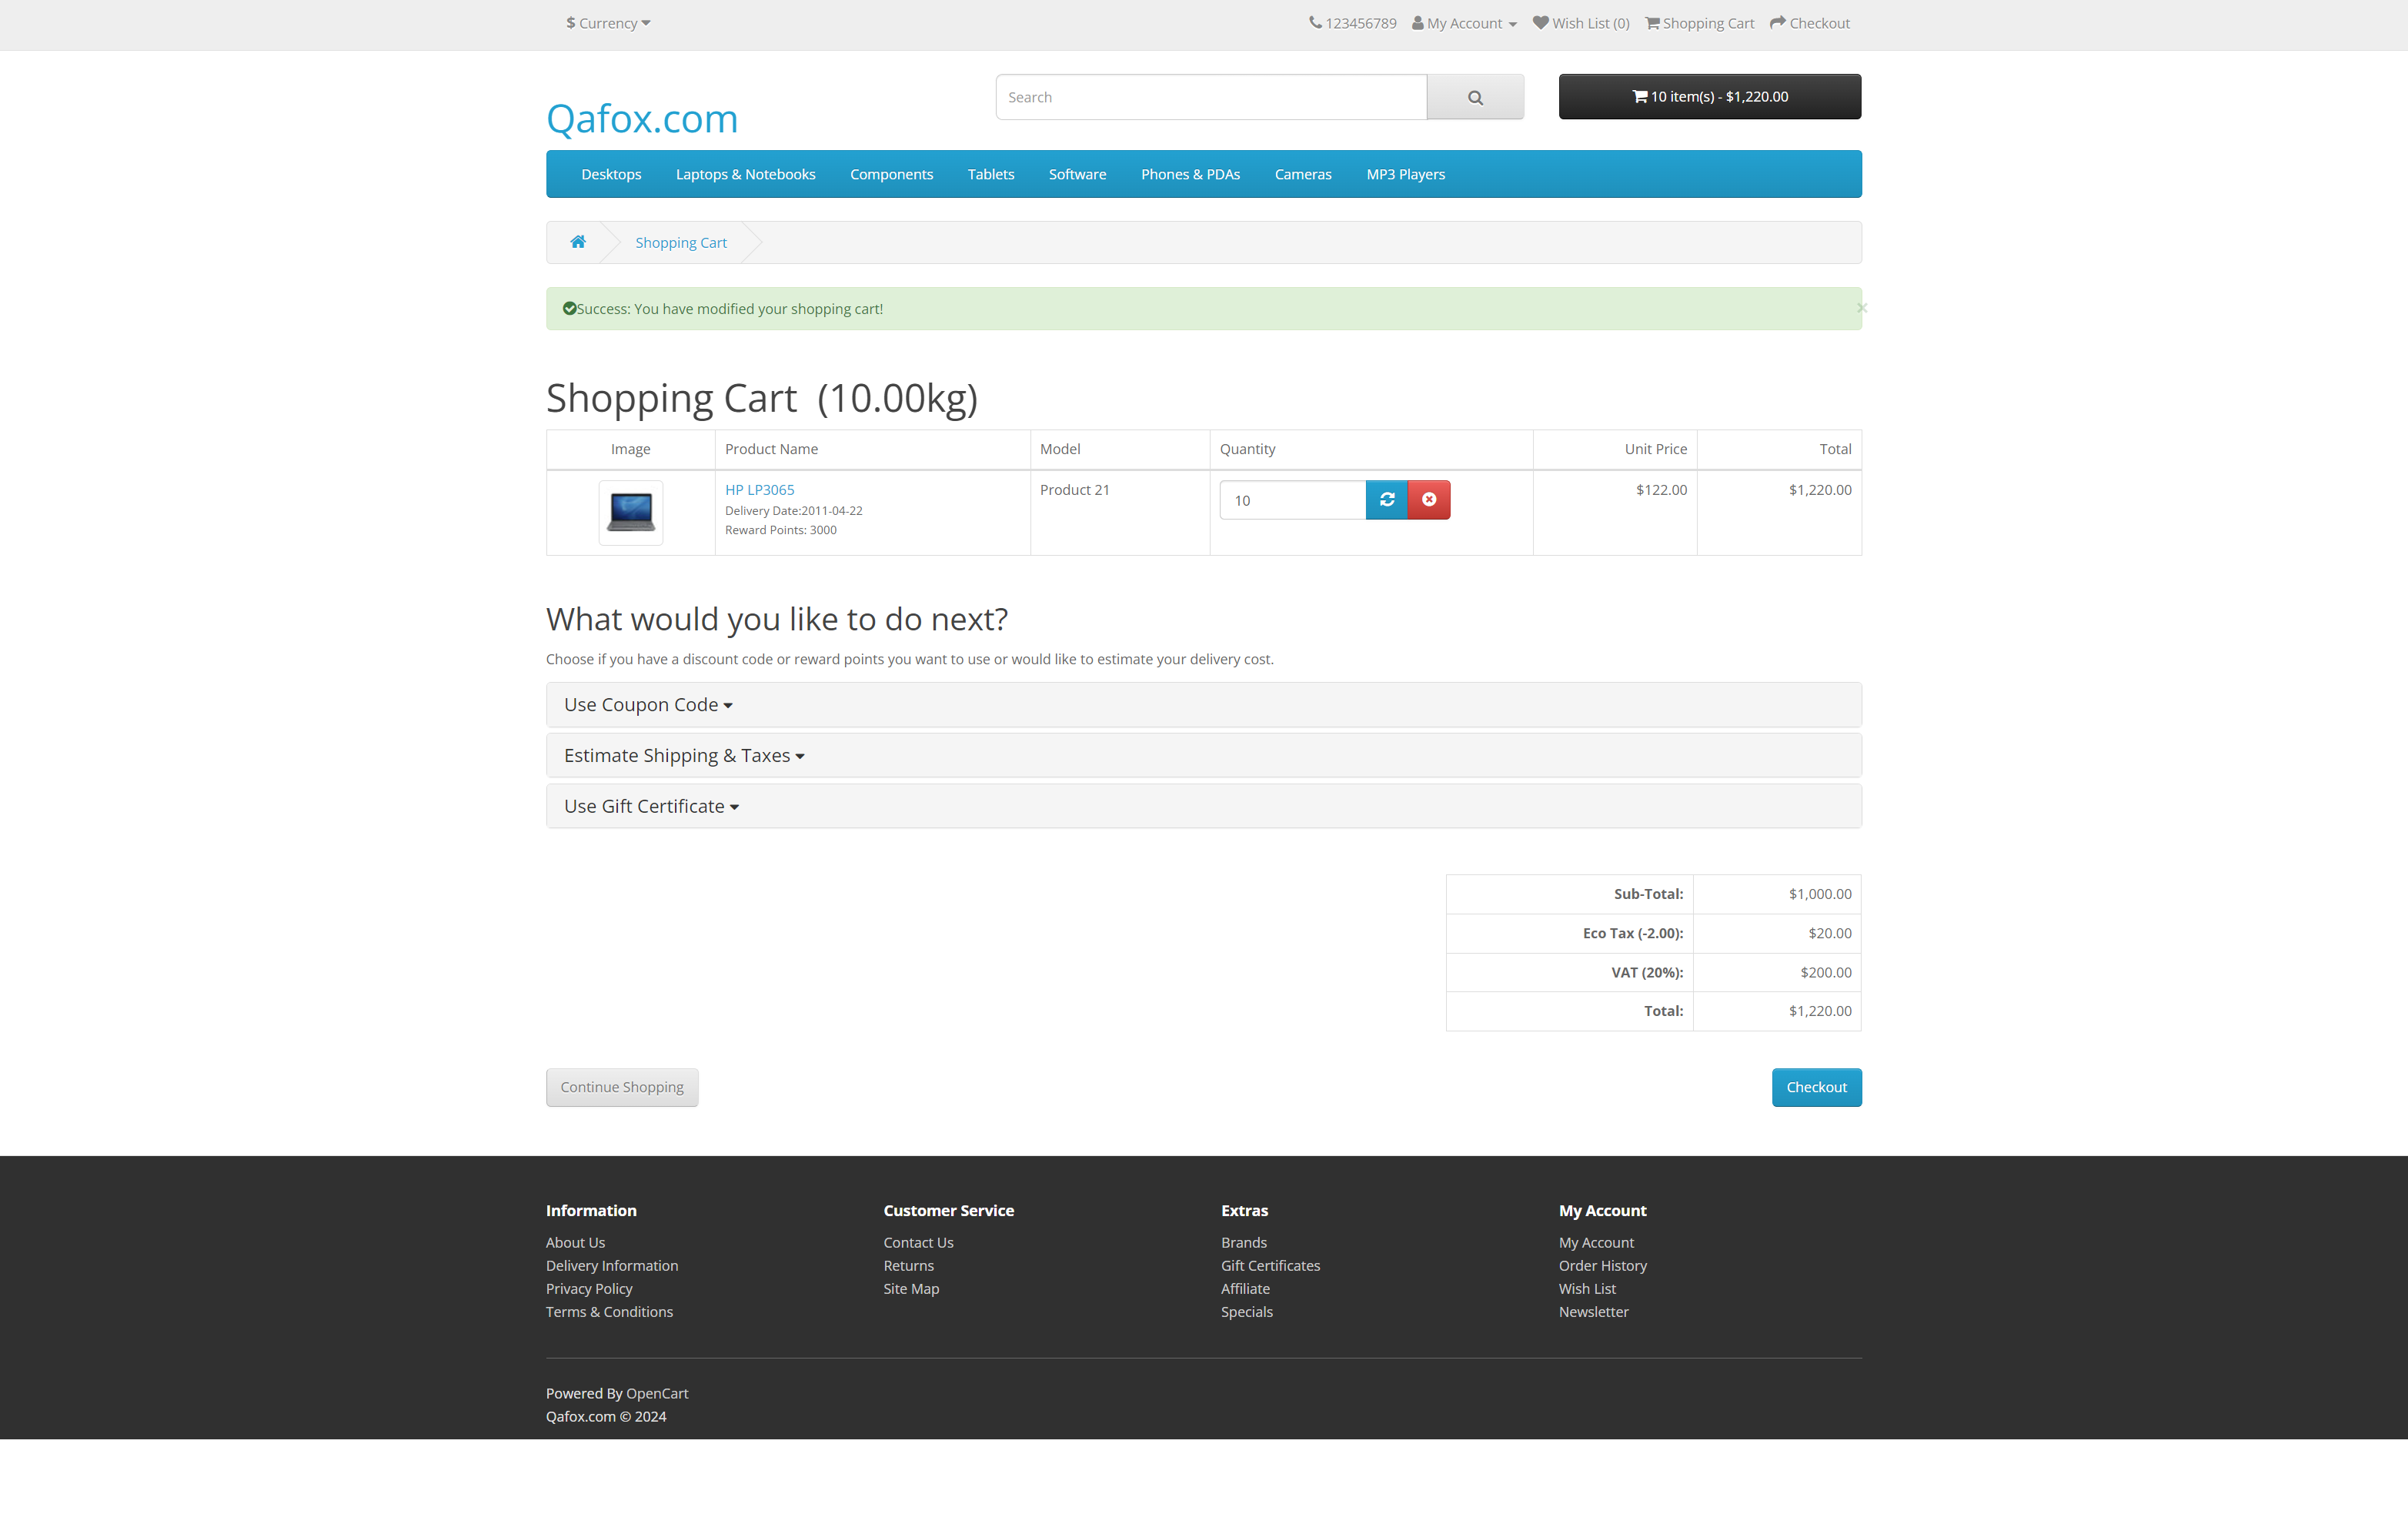 $ Currency
123456789 My Account Wish List (0) Shopping Cart Checkout
Qafox.com
Search
10 item(s) - $1,220.00
Desktops Laptops & Notebooks Components Tablets Software Phones & PDAs Cameras MP3 Players
Shopping Cart
Success: You have modified your shopping cart!
×
Shopping Cart (10.00kg)
Image Product Name Model Quantity Unit Price Total
HP LP3065 Product 21 10 $122.00 $1,220.00
Delivery Date:2011-04-22
Reward Points: 3000
What would you like to do next?
Choose if you have a discount code or reward points you want to use or would like to estimate your delivery cost.
Use Coupon Code
Estimate Shipping & Taxes
Use Gift Certificate
Sub-Total: $1,000.00
Eco Tax (-2.00): $20.00
VAT (20%): $200.00
Total: $1,220.00
Continue Shopping Checkout
Information Customer Service Extras My Account
About Us Contact Us Brands My Account
Delivery Information Returns Gift Certificates Order History
Privacy Policy Site Map Affiliate Wish List
Terms & Conditions Specials Newsletter
Powered By OpenCart
Qafox.com © 2024